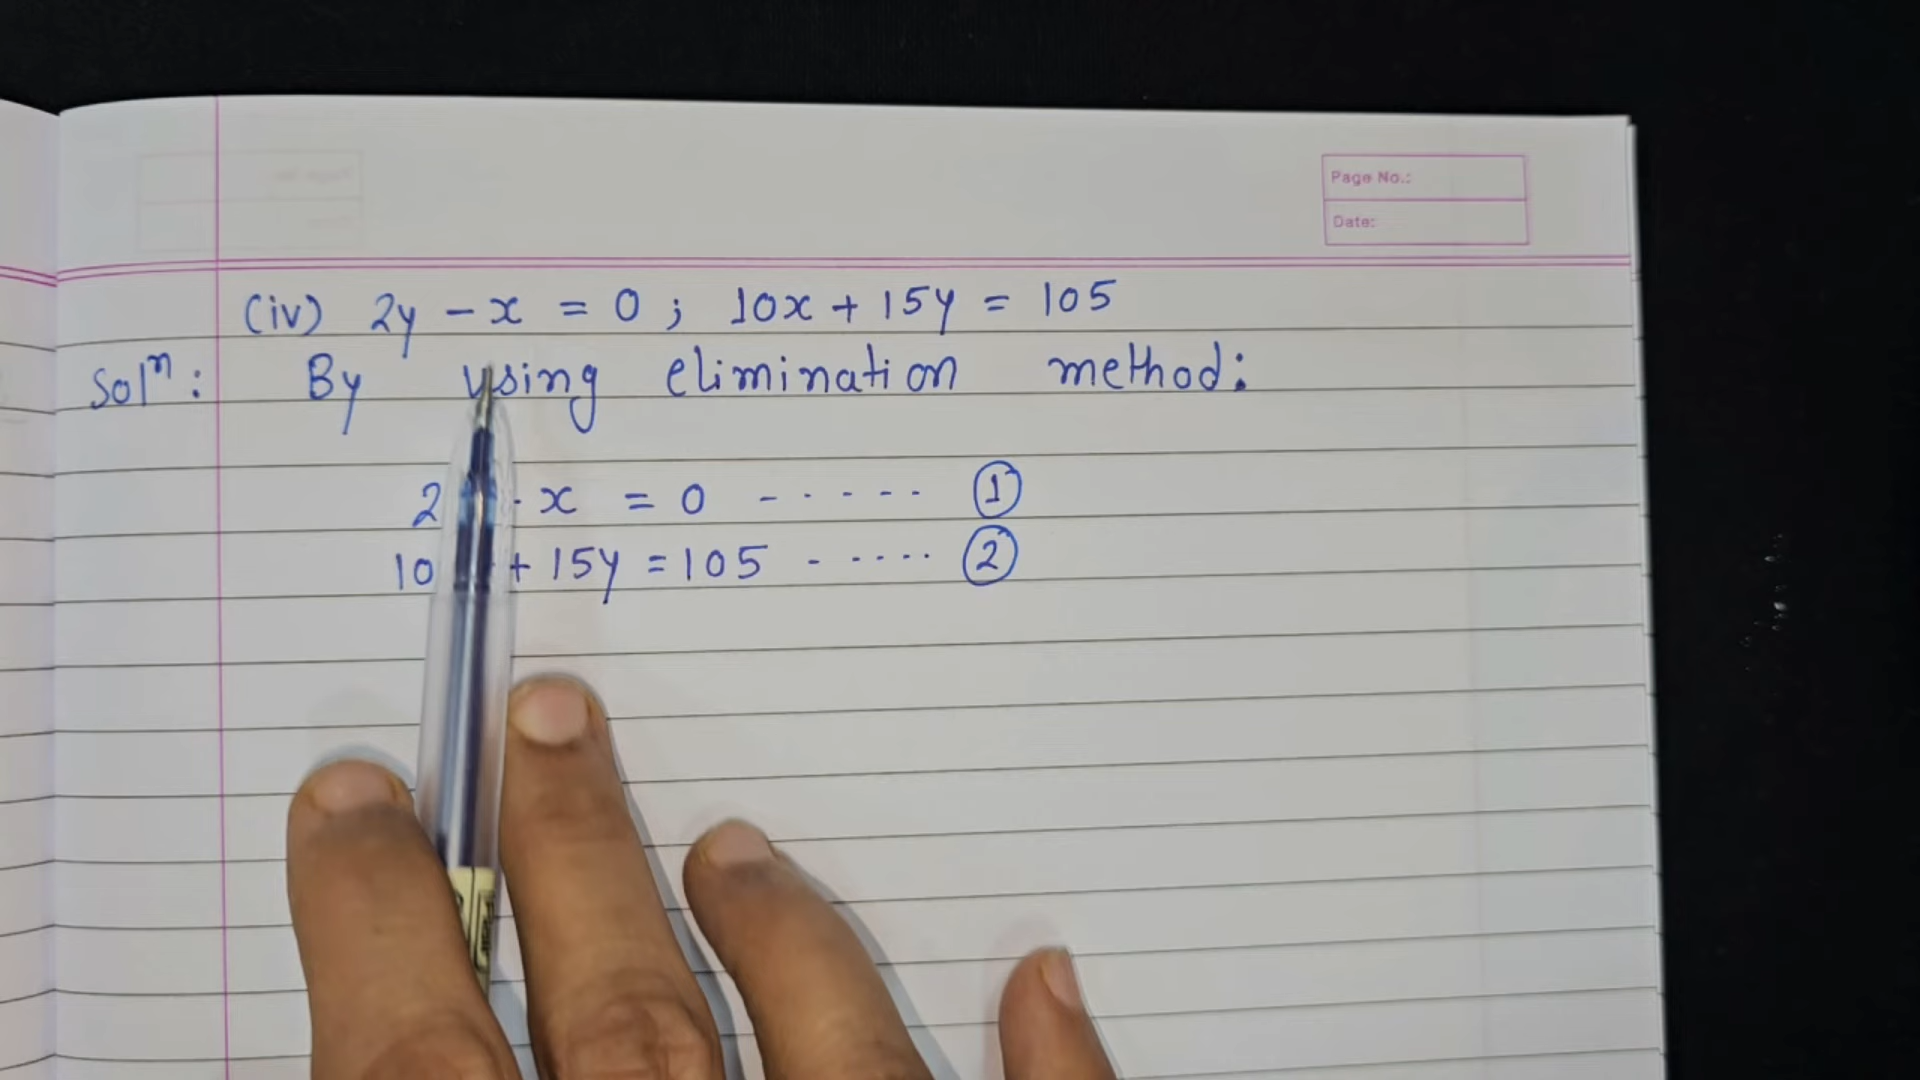 Page No.:
Date:
(iv) 2y - x = 0 ; 10x + 15y = 105
Solⁿ : By using elimination method:
2 - x = 0 - - - - - - ①
10 + 15y = 105 - - - - - - ②